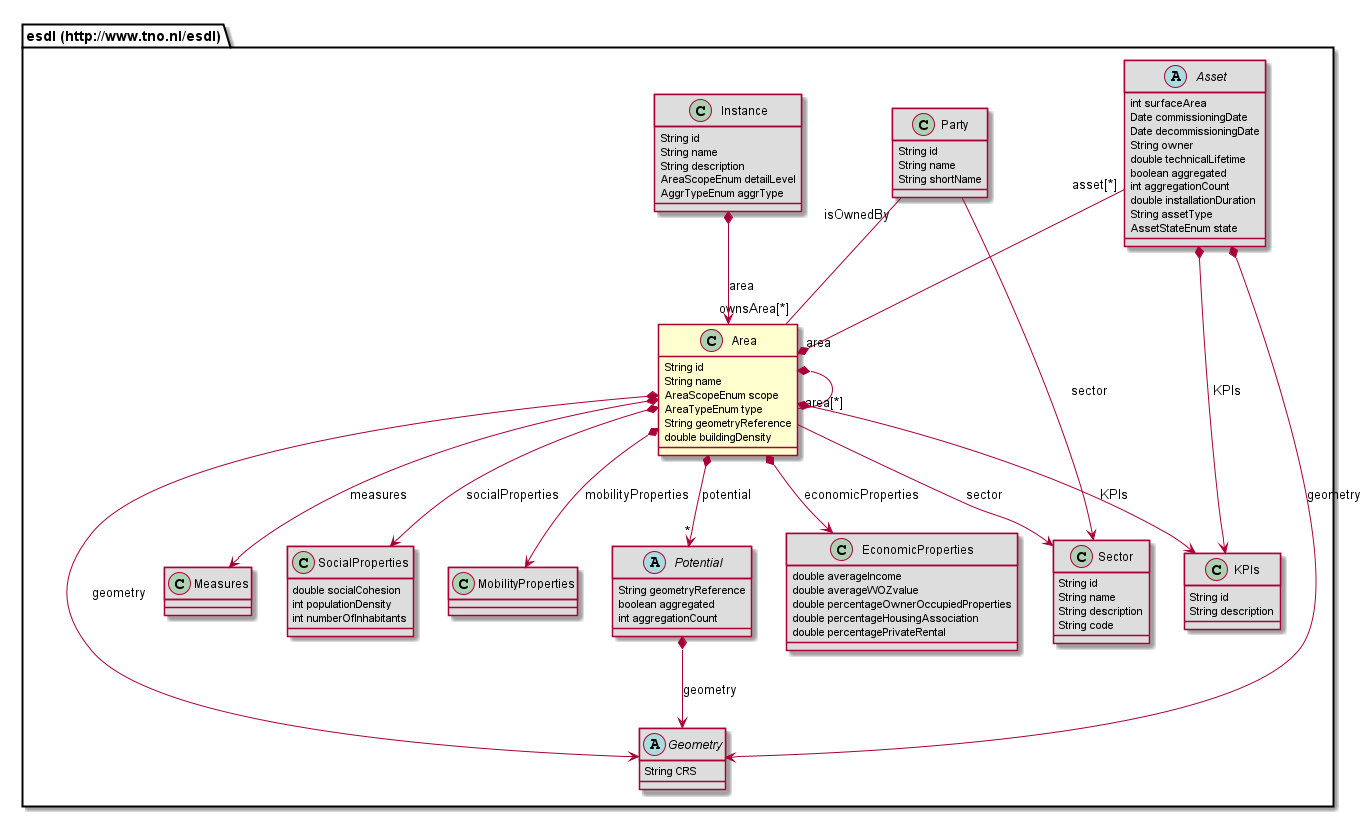 esdl (http://www.tno.nl/esdl)
A Asset
int surfaceArea
Date commissioningDate
Date decommissioningDate
String owner
double technicalLifetime
boolean aggregated
int aggregationCount
double installationDuration
String assetType
AssetStateEnum state
C Instance
String id
String name
String description
AreaScopeEnum detailLevel
AggrTypeEnum aggrType
C Party
String id
String name
String shortName
asset[*]
isOwnedBy
area
ownsArea[*]
C Area
String id
String name
AreaScopeEnum scope
AreaTypeEnum type
String geometryReference
double buildingDensity
area
area[*]
sector
KPIs
measures
socialProperties
mobilityProperties
potential
economicProperties
sector
KPIs
geometry
*
C Measures
C SocialProperties
double socialCohesion
int populationDensity
int numberOfInhabitants
C MobilityProperties
A Potential
String geometryReference
boolean aggregated
int aggregationCount
C EconomicProperties
double averageIncome
double averageWOZvalue
double percentageOwnerOccupiedProperties
double percentageHousingAssociation
double percentagePrivateRental
C Sector
String id
String name
String description
String code
C KPIs
String id
String description
geometry
geometry
A Geometry
String CRS